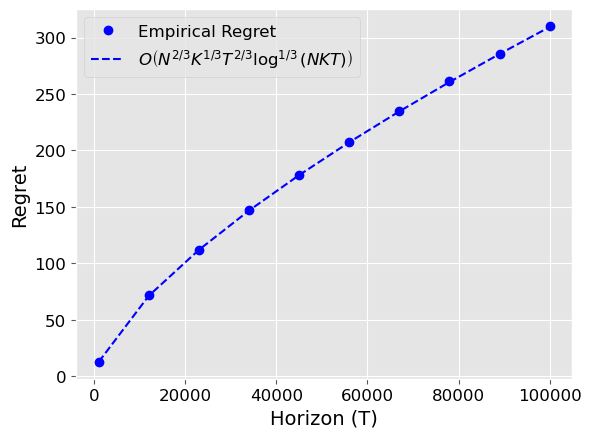 Empirical Regret
O(N^{2/3}K^{1/3}T^{2/3}log^{1/3}(NKT))
300
250
200
150
100
50
0
Regret
0 20000 40000 60000 80000 100000
Horizon (T)